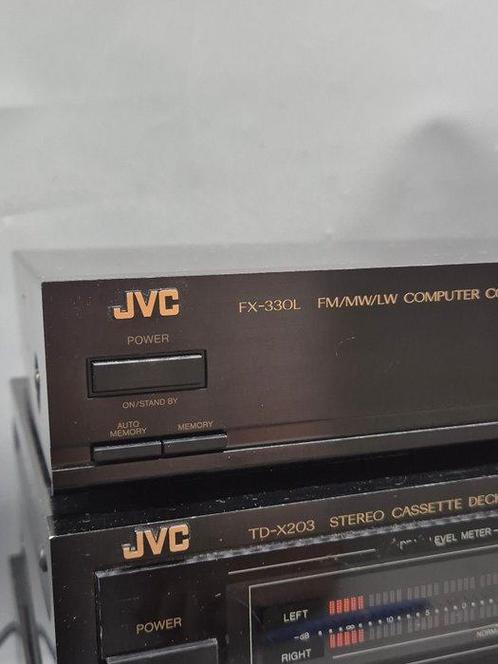 JVC
FX-330L FM/MW/LW COMPUTER
POWER
ON/STAND BY
AUTO MEMORY
MEMORY
JVC
TD-X203 STEREO CASSETTE DECK
LEVEL METER
POWER
LEFT
-dB
RIGHT